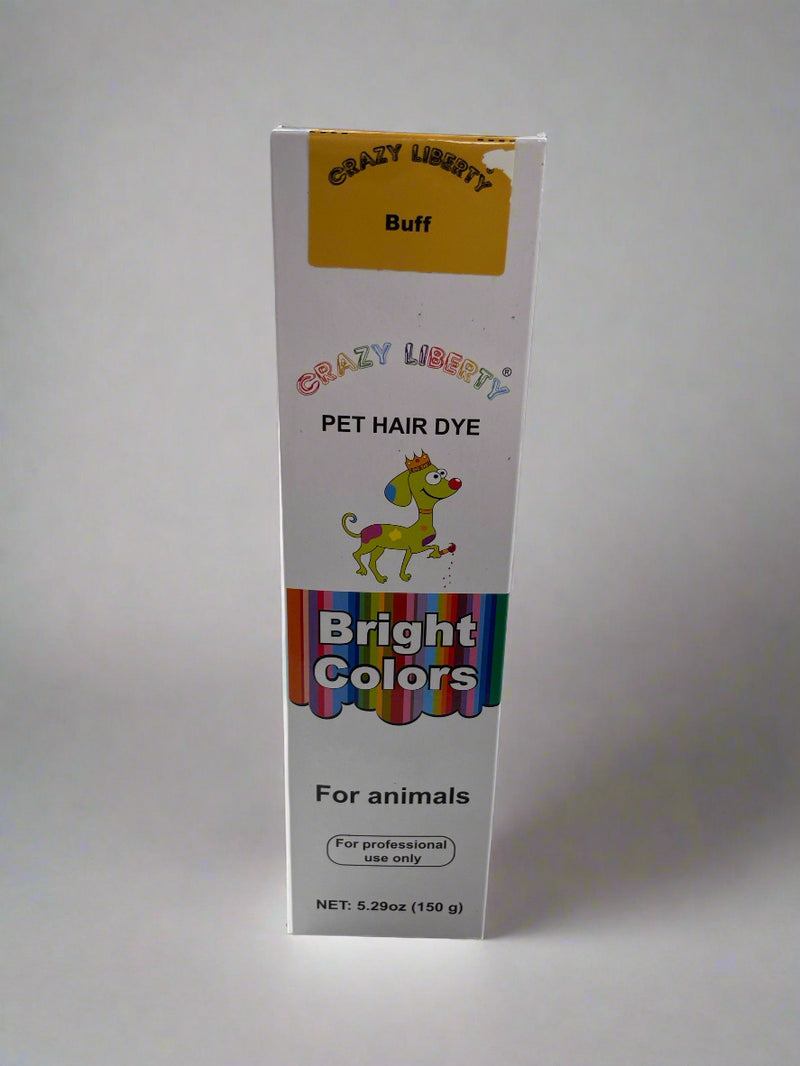 CRAZY LIBERTY
Buff
CRAZY LIBERTY®
PET HAIR DYE
Bright
Colors
For animals
For professional
use only
NET: 5.29oz (150 g)